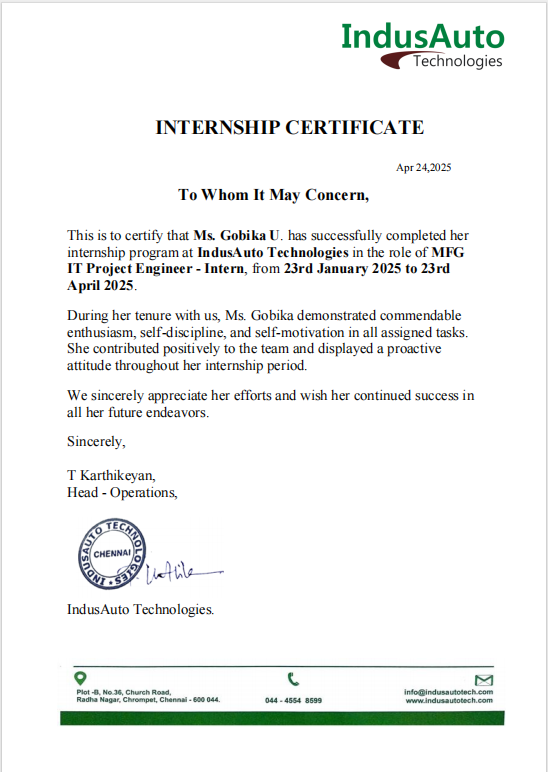 IndusAuto
Technologies
INTERNSHIP CERTIFICATE
Apr 24,2025
To Whom It May Concern,
This is to certify that Ms. Gobika U. has successfully completed her
internship program at IndusAuto Technologies in the role of MFG
IT Project Engineer - Intern, from 23rd January 2025 to 23rd
April 2025.
During her tenure with us, Ms. Gobika demonstrated commendable
enthusiasm, self-discipline, and self-motivation in all assigned tasks.
She contributed positively to the team and displayed a proactive
attitude throughout her internship period.
We sincerely appreciate her efforts and wish her continued success in
all her future endeavors.
Sincerely,
T Karthikeyan,
Head - Operations,
INDUSAUTO TECHNOLOGIES
CHENNAI
IndusAuto Technologies.
Plot -B, No.36, Church Road,
Radha Nagar, Chrompet, Chennai - 600 044.
044 - 4554 8599
info@indusautotech.com
www.indusautotech.com